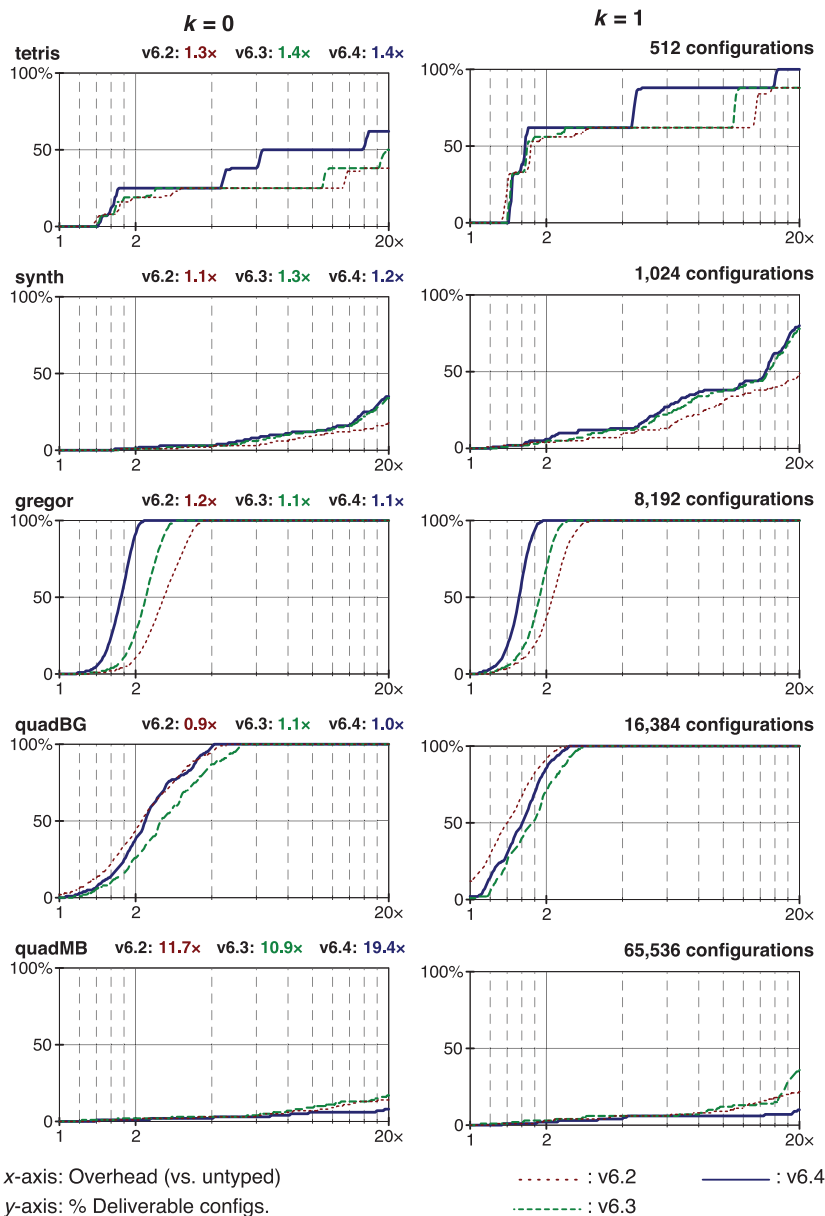 k = 0
k = 1
tetris v6.2: 1.3× v6.3: 1.4× v6.4: 1.4×
512 configurations
100%
50
0
1 2 20×
100%
50
0
1 2 20×
synth v6.2: 1.1× v6.3: 1.3× v6.4: 1.2×
1,024 configurations
100%
50
0
1 2 20×
100%
50
0
1 2 20×
gregor v6.2: 1.2× v6.3: 1.1× v6.4: 1.1×
8,192 configurations
100%
50
0
1 2 20×
100%
50
0
1 2 20×
quadBG v6.2: 0.9× v6.3: 1.1× v6.4: 1.0×
16,384 configurations
100%
50
0
1 2 20×
100%
50
0
1 2 20×
quadMB v6.2: 11.7× v6.3: 10.9× v6.4: 19.4×
65,536 configurations
100%
50
0
1 2 20×
100%
50
0
1 2 20×
x-axis: Overhead (vs. untyped)
y-axis: % Deliverable configs.
: v6.2 : v6.4
: v6.3